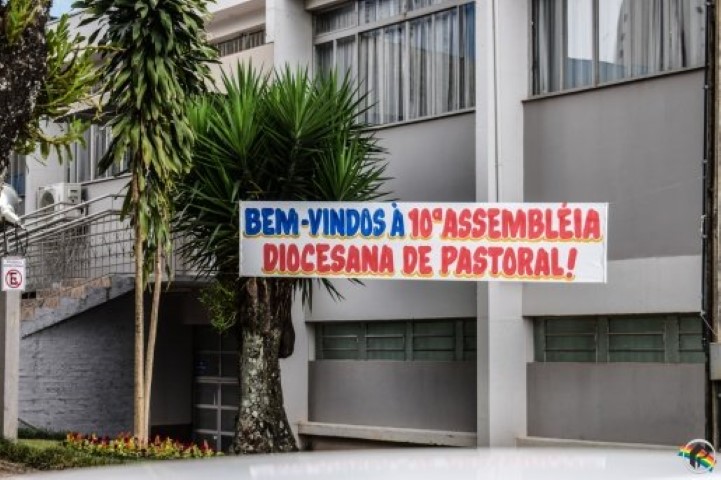 BEM-VINDOS À 10ª ASSEMBLÉIA
DIOCESANA DE PASTORAL!
E